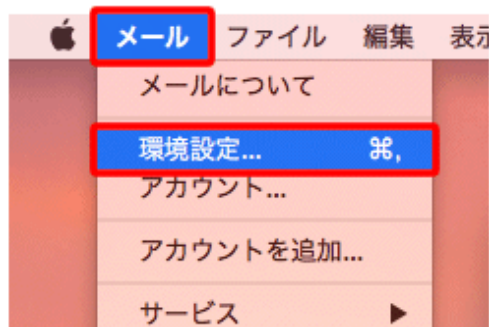 メール ファイル 編集 表示
メールについて
環境設定... ⌘,
アカウント...
アカウントを追加...
サービス ▶